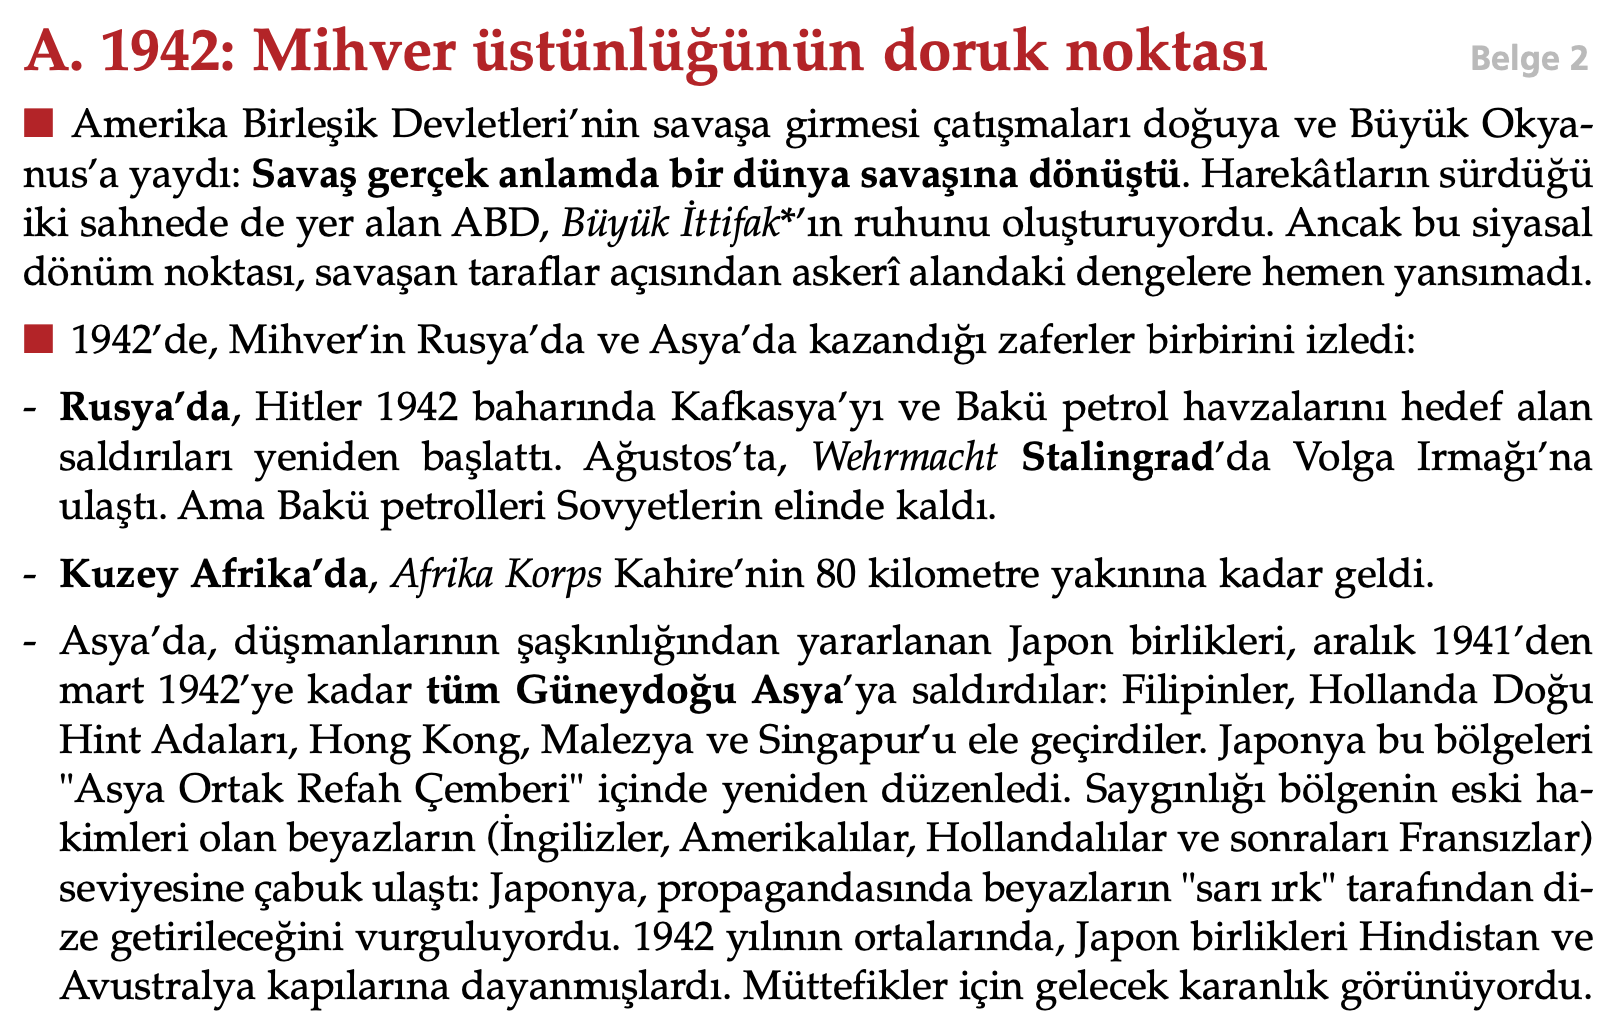 A. 1942: Mihver üstünlüğünün doruk noktası
Belge 2
■ Amerika Birleşik Devletleri’nin savaşa girmesi çatışmaları doğuya ve Büyük Okya-
nus’a yaydı: Savaş gerçek anlamda bir dünya savaşına dönüştü. Harekâtların sürdüğü
iki sahnede de yer alan ABD, Büyük İttifak*’ın ruhunu oluşturuyordu. Ancak bu siyasal
dönüm noktası, savaşan taraflar açısından askerî alandaki dengelere hemen yansımadı.
■ 1942’de, Mihver’in Rusya’da ve Asya’da kazandığı zaferler birbirini izledi:
- Rusya’da, Hitler 1942 baharında Kafkasya’yı ve Bakü petrol havzalarını hedef alan
saldırıları yeniden başlattı. Ağustos’ta, Wehrmacht Stalingrad’da Volga Irmağı’na
ulaştı. Ama Bakü petrolleri Sovyetlerin elinde kaldı.
- Kuzey Afrika’da, Afrika Korps Kahire’nin 80 kilometre yakınına kadar geldi.
- Asya’da, düşmanlarının şaşkınlığından yararlanan Japon birlikleri, aralık 1941’den
mart 1942’ye kadar tüm Güneydoğu Asya’ya saldırdılar: Filipinler, Hollanda Doğu
Hint Adaları, Hong Kong, Malezya ve Singapur’u ele geçirdiler. Japonya bu bölgeleri
"Asya Ortak Refah Çemberi" içinde yeniden düzenledi. Saygınlığı bölgenin eski ha-
kimleri olan beyazların (İngilizler, Amerikalılar, Hollandalılar ve sonraları Fransızlar)
seviyesine çabuk ulaştı: Japonya, propagandasında beyazların "sarı ırk" tarafından di-
ze getirileceğini vurguluyordu. 1942 yılının ortalarında, Japon birlikleri Hindistan ve
Avustralya kapılarına dayanmışlardı. Müttefikler için gelecek karanlık görünüyordu.